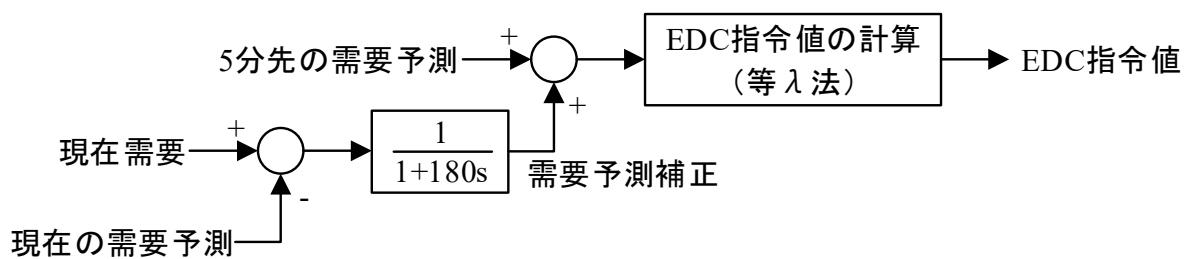 5分先の需要予測
+
+
EDC指令値の計算
（等λ法）
EDC指令値
現在需要
+
-
1
1+180s
需要予測補正
現在の需要予測